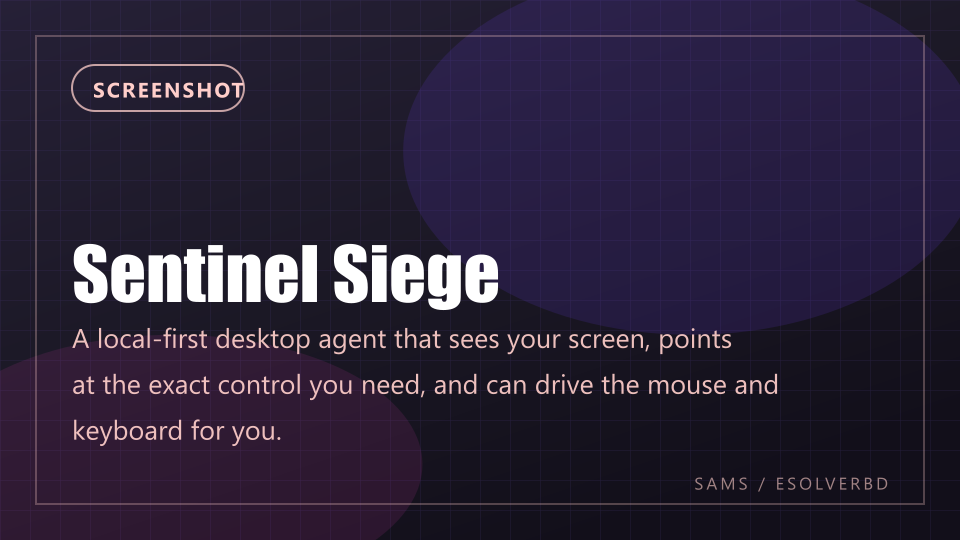 SCREENSHOT
Sentinel Siege
A local-first desktop agent that sees your screen, points
at the exact control you need, and can drive the mouse and
keyboard for you.
SAMS / ESOLVERBD